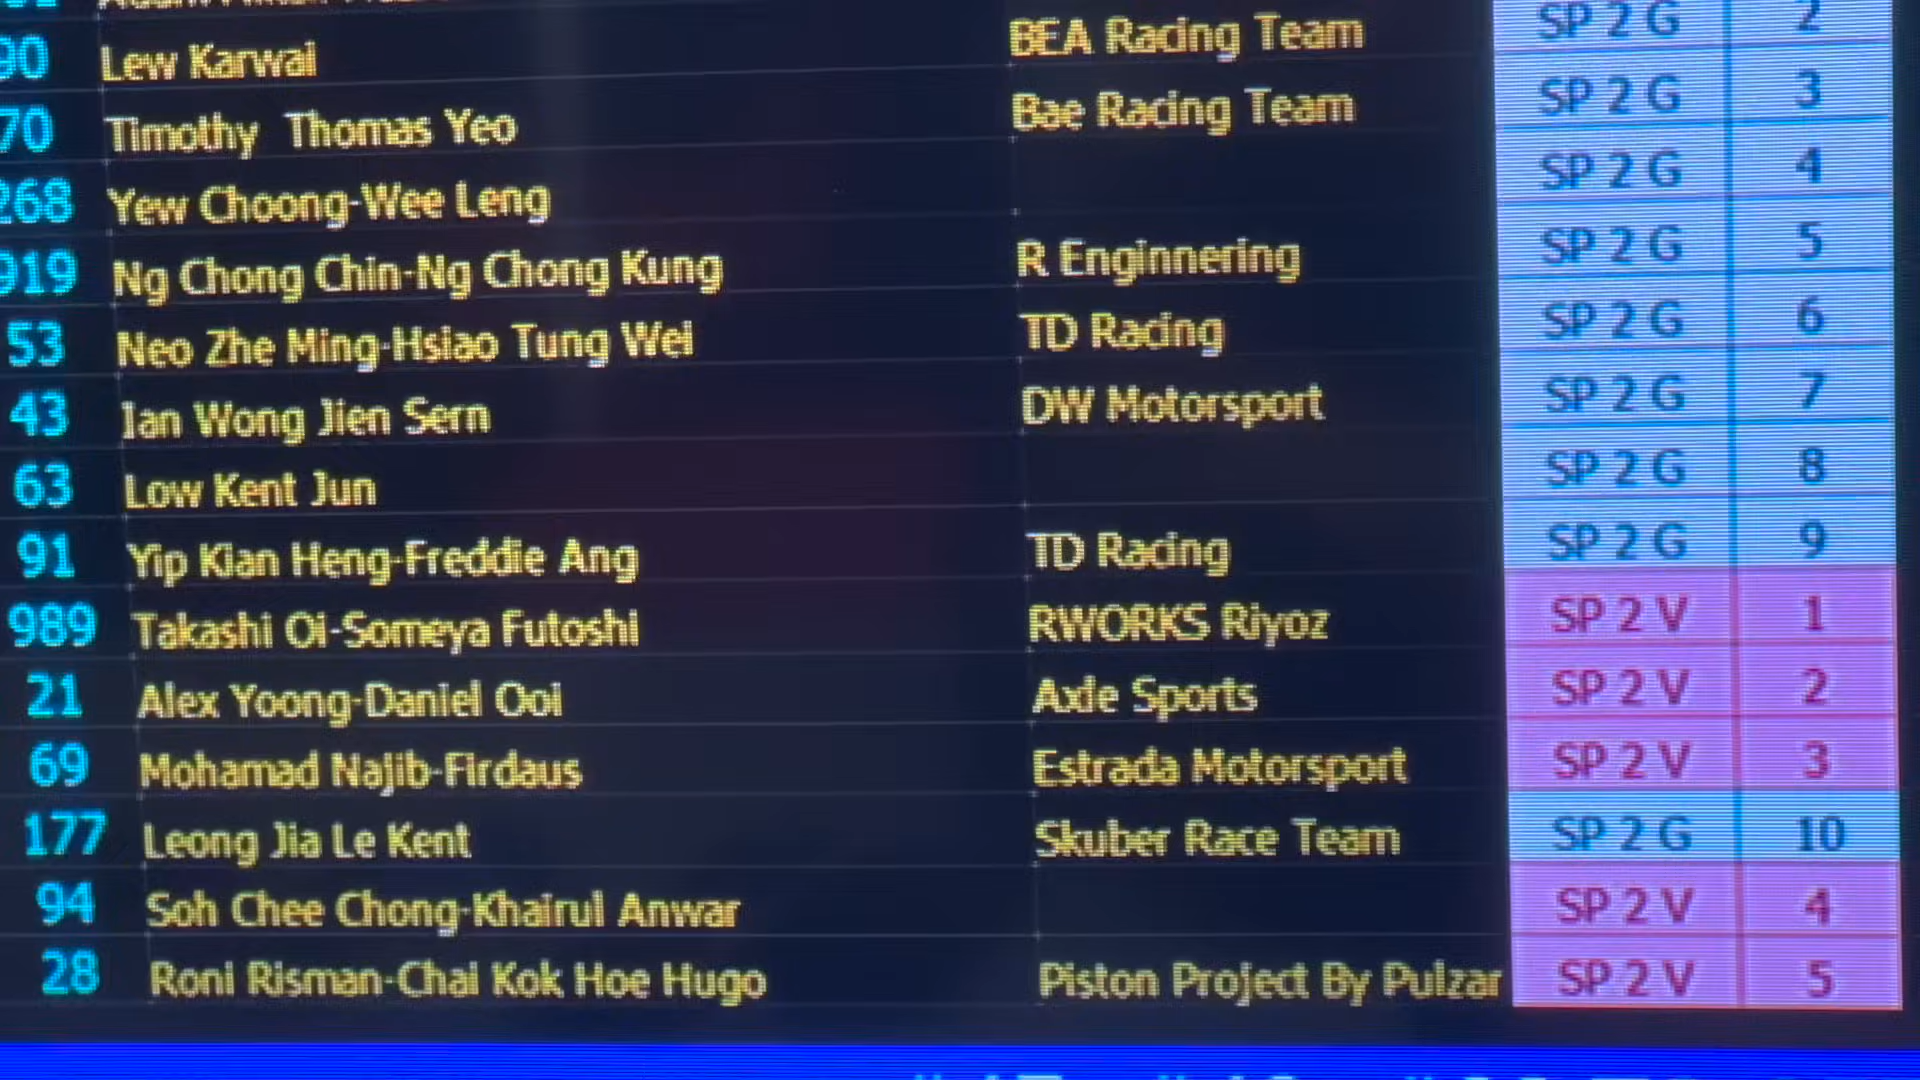 90 Lew Karwai BEA Racing Team SP 2 G 2
70 Timothy Thomas Yeo Bae Racing Team SP 2 G 3
268 Yew Choong-Wee Leng SP 2 G 4
919 Ng Chong Chin-Ng Chong Kung R Enginnering SP 2 G 5
53 Neo Zhe Ming-Hsiao Tung Wei TD Racing SP 2 G 6
43 Ian Wong Jien Sern DW Motorsport SP 2 G 7
63 Low Kent Jun SP 2 G 8
91 Yip Kian Heng-Freddie Ang TD Racing SP 2 G 9
989 Takashi Oi-Someya Futoshi RWORKS Riyoz SP 2 V 1
21 Alex Yoong-Daniel Ooi Axle Sports SP 2 V 2
69 Mohamad Najib-Firdaus Estrada Motorsport SP 2 V 3
177 Leong Jia Le Kent Skuber Race Team SP 2 G 10
94 Soh Chee Chong-Khairul Anwar SP 2 V 4
28 Roni Risman-Chai Kok Hoe Hugo Piston Project By Pulzar SP 2 V 5